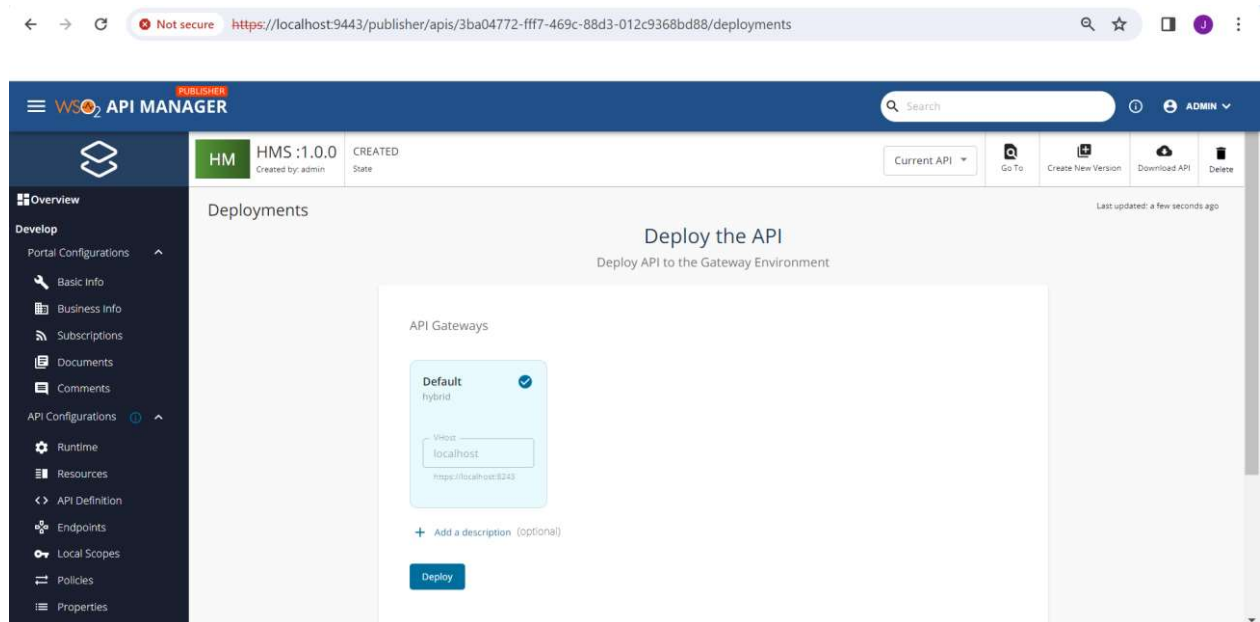 Not secure https://localhost:9443/publisher/apis/3ba04772-fff7-469c-88d3-012c9368bd88/deployments
J
PUBLISHER
WSO2 API MANAGER
Search
ADMIN
HM
HMS :1.0.0
Created by: admin
CREATED
State
Current API
Go To
Create New Version
Download API
Delete
Overview
Develop
Portal Configurations
Basic Info
Business Info
Subscriptions
Documents
Comments
API Configurations
Runtime
Resources
API Definition
Endpoints
Local Scopes
Policies
Properties
Deployments
Last updated: a few seconds ago
Deploy the API
Deploy API to the Gateway Environment
API Gateways
Default
hybrid
VHost
localhost
https://localhost:8243
+ Add a description (optional)
Deploy